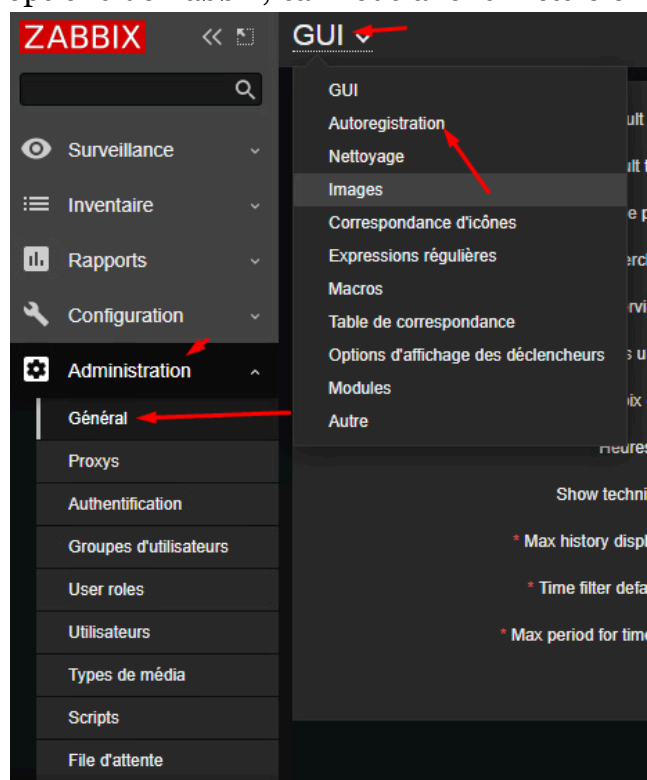 ZABBIX
GUI
GUI
Autoregistration
Nettoyage
Images
Correspondance d'icônes
Expressions régulières
Macros
Table de correspondance
Options d'affichage des déclencheurs
Modules
Autre
Surveillance
Inventaire
Rapports
Configuration
Administration
Général
Proxys
Authentification
Groupes d'utilisateurs
User roles
Utilisateurs
Types de média
Scripts
File d'attente
Show techni
* Max history displ
* Time filter defa
* Max period for time